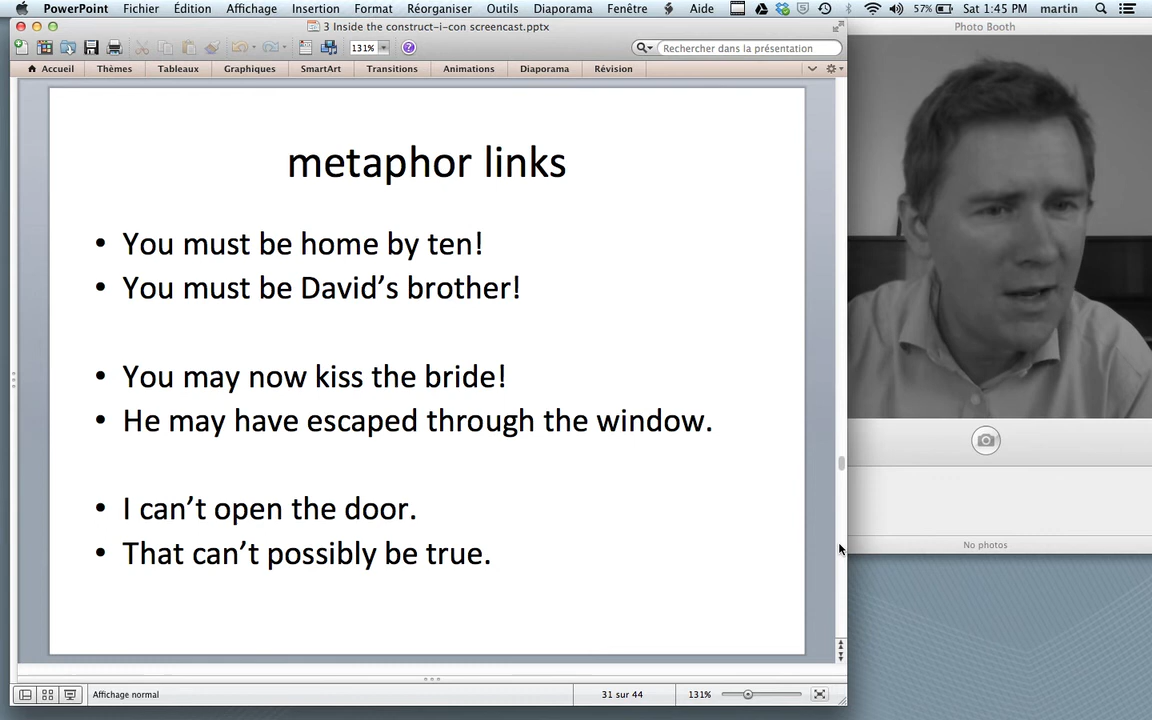 PowerPoint Fichier Édition Affichage Insertion Format Réorganiser Outils Diaporama Fenêtre Aide 57% Sat 1:45 PM martin
3 Inside the construct-i-con screencast.pptx
Photo Booth
131%
Rechercher dans la présentation
Accueil Thèmes Tableaux Graphiques SmartArt Transitions Animations Diaporama Révision
metaphor links
• You must be home by ten!
• You must be David’s brother!
• You may now kiss the bride!
• He may have escaped through the window.
• I can’t open the door.
• That can’t possibly be true.
No photos
Affichage normal 31 sur 44 131%